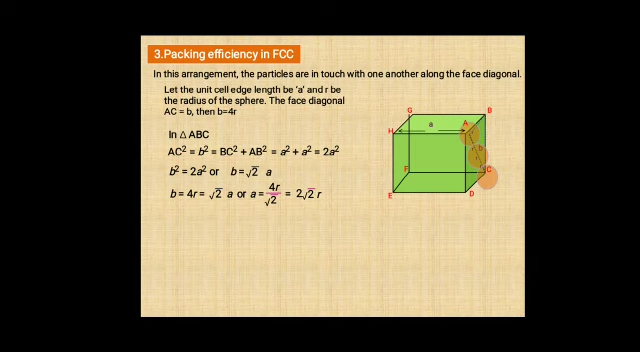 3.Packing efficiency in FCC
In this arrangement, the particles are in touch with one another along the face diagonal.
Let the unit cell edge length be 'a' and r be
the radius of the sphere. The face diagonal
AC = b, then b=4r
In △ ABC
AC² = b² = BC² + AB² = a² + a² = 2a²
b² = 2a² or b = √2 a
b = 4r = √2 a or a = 4r/√2 = 2√2 r
G B
H a A
b
F C
E D